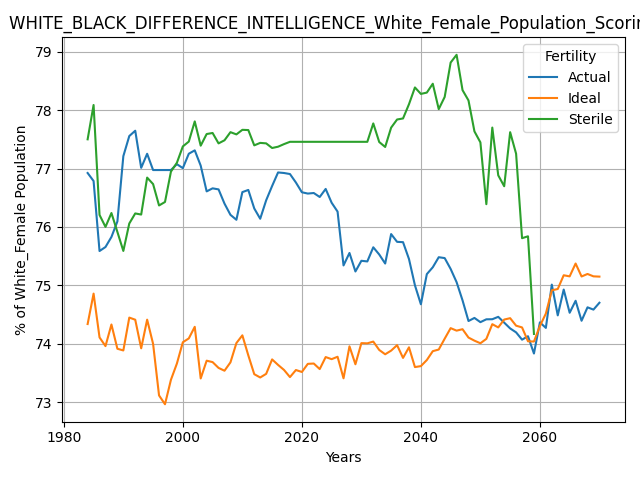 WHITE_BLACK_DIFFERENCE_INTELLIGENCE_White_Female_Population_Scorin
79
78
77
76
75
74
73
% of White_Female Population
1980
2000
2020
2040
2060
Years
Fertility
Actual
Ideal
Sterile